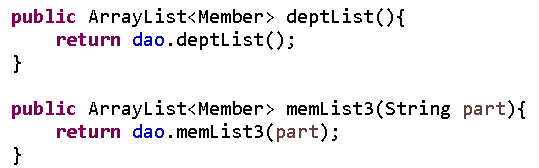 public ArrayList<Member> deptList(){
    return dao.deptList();
}

public ArrayList<Member> memList3(String part){
    return dao.memList3(part);
}